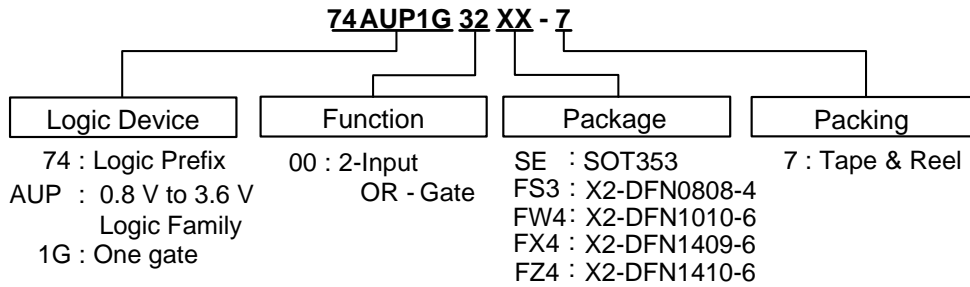 74AUP1G 32 XX - 7
Logic Device
74 : Logic Prefix
AUP : 0.8 V to 3.6 V
Logic Family
1G : One gate
Function
00 : 2-Input
OR - Gate
Package
SE : SOT353
FS3 : X2-DFN0808-4
FW4 : X2-DFN1010-6
FX4 : X2-DFN1409-6
FZ4 : X2-DFN1410-6
Packing
7 : Tape & Reel